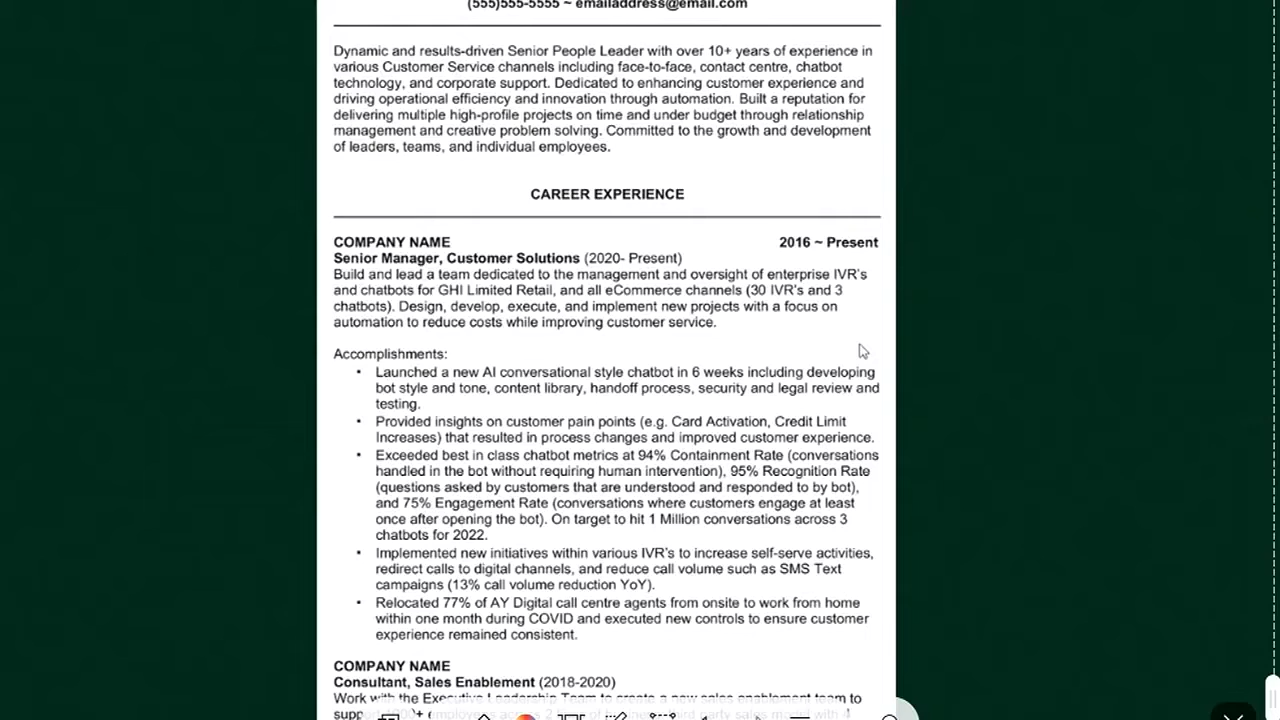 (555)555-5555 ~ emailaddress@email.com
Dynamic and results-driven Senior People Leader with over 10+ years of experience in
various Customer Service channels including face-to-face, contact centre, chatbot
technology, and corporate support. Dedicated to enhancing customer experience and
driving operational efficiency and innovation through automation. Built a reputation for
delivering multiple high-profile projects on time and under budget through relationship
management and creative problem solving. Committed to the growth and development
of leaders, teams, and individual employees.
CAREER EXPERIENCE
COMPANY NAME 2016 ~ Present
Senior Manager, Customer Solutions (2020- Present)
Build and lead a team dedicated to the management and oversight of enterprise IVR's
and chatbots for GHI Limited Retail, and all eCommerce channels (30 IVR's and 3
chatbots). Design, develop, execute, and implement new projects with a focus on
automation to reduce costs while improving customer service.
Accomplishments:
• Launched a new AI conversational style chatbot in 6 weeks including developing
bot style and tone, content library, handoff process, security and legal review and
testing.
• Provided insights on customer pain points (e.g. Card Activation, Credit Limit
Increases) that resulted in process changes and improved customer experience.
• Exceeded best in class chatbot metrics at 94% Containment Rate (conversations
handled in the bot without requiring human intervention), 95% Recognition Rate
(questions asked by customers that are understood and responded to by bot),
and 75% Engagement Rate (conversations where customers engage at least
once after opening the bot). On target to hit 1 Million conversations across 3
chatbots for 2022.
• Implemented new initiatives within various IVR's to increase self-serve activities,
redirect calls to digital channels, and reduce call volume such as SMS Text
campaigns (13% call volume reduction YoY).
• Relocated 77% of AY Digital call centre agents from onsite to work from home
within one month during COVID and executed new controls to ensure customer
experience remained consistent.
COMPANY NAME
Consultant, Sales Enablement (2018-2020)
Work with the Executive Leadership Team to create a new sales enablement team to